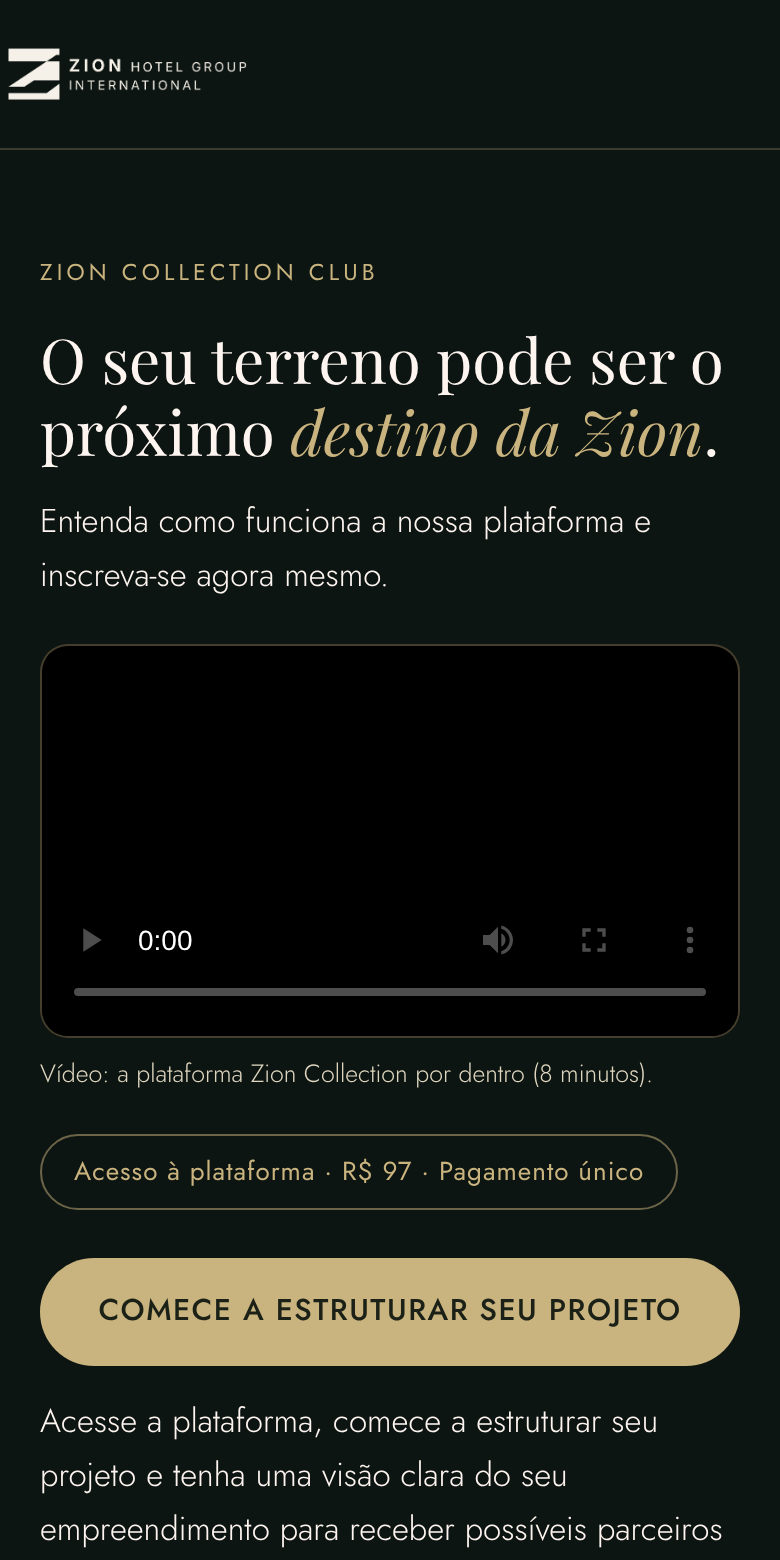 ZION HOTEL GROUP
INTERNATIONAL
ZION COLLECTION CLUB
O seu terreno pode ser o
próximo destino da Zion.
Entenda como funciona a nossa plataforma e
inscreva-se agora mesmo.
0:00
Vídeo: a plataforma Zion Collection por dentro (8 minutos).
Acesso à plataforma · R$ 97 · Pagamento único
COMECE A ESTRUTURAR SEU PROJETO
Acesse a plataforma, comece a estruturar seu
projeto e tenha uma visão clara do seu
empreendimento para receber possíveis parceiros